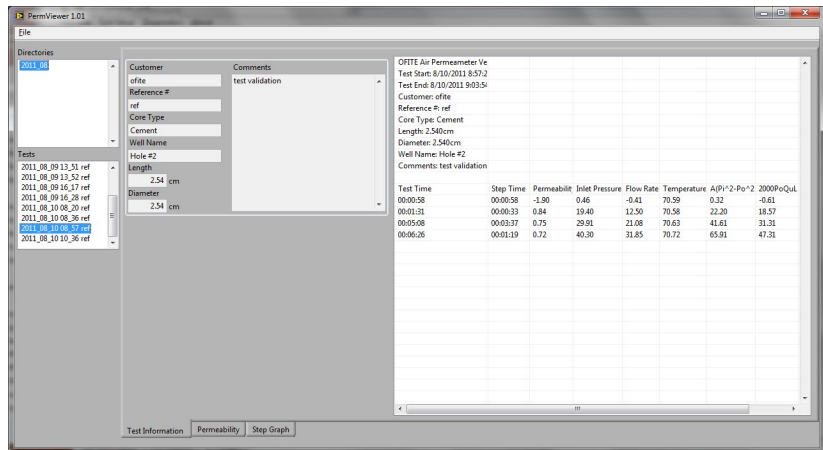 PermViewer 1.01
File
Directories
2011_08
Tests
2011_08_09 13_51 ref
2011_08_09 13_52 ref
2011_08_09 16_17 ref
2011_08_09 16_28 ref
2011_08_10 08_20 ref
2011_08_10 08_36 ref
2011_08_10 08_57 ref
2011_08_10 10_36 ref
Customer
ofite
Reference #
ref
Core Type
Cement
Well Name
Hole #2
Length
2.54 cm
Diameter
2.54 cm
Comments
test validation
OFITE Air Permeameter Ve
Test Start: 8/10/2011 8:57:2
Test End: 8/10/2011 9:03:54
Customer: ofite
Reference #: ref
Core Type: Cement
Length: 2.540cm
Diameter: 2.540cm
Well Name: Hole #2
Comments: test validation
Test Time Step Time Permeabilit Inlet Pressure Flow Rate Temperature A(Pi^2-Po^2 2000PoQuL
00:00:58 00:00:58 -1.90 0.46 -0.41 70.59 0.32 -0.61
00:01:31 00:00:33 0.84 19.40 12.50 70.58 22.20 18.57
00:05:08 00:03:37 0.75 29.91 21.08 70.63 41.61 31.31
00:06:26 00:01:19 0.72 40.30 31.85 70.72 65.91 47.31
Test Information Permeability Step Graph